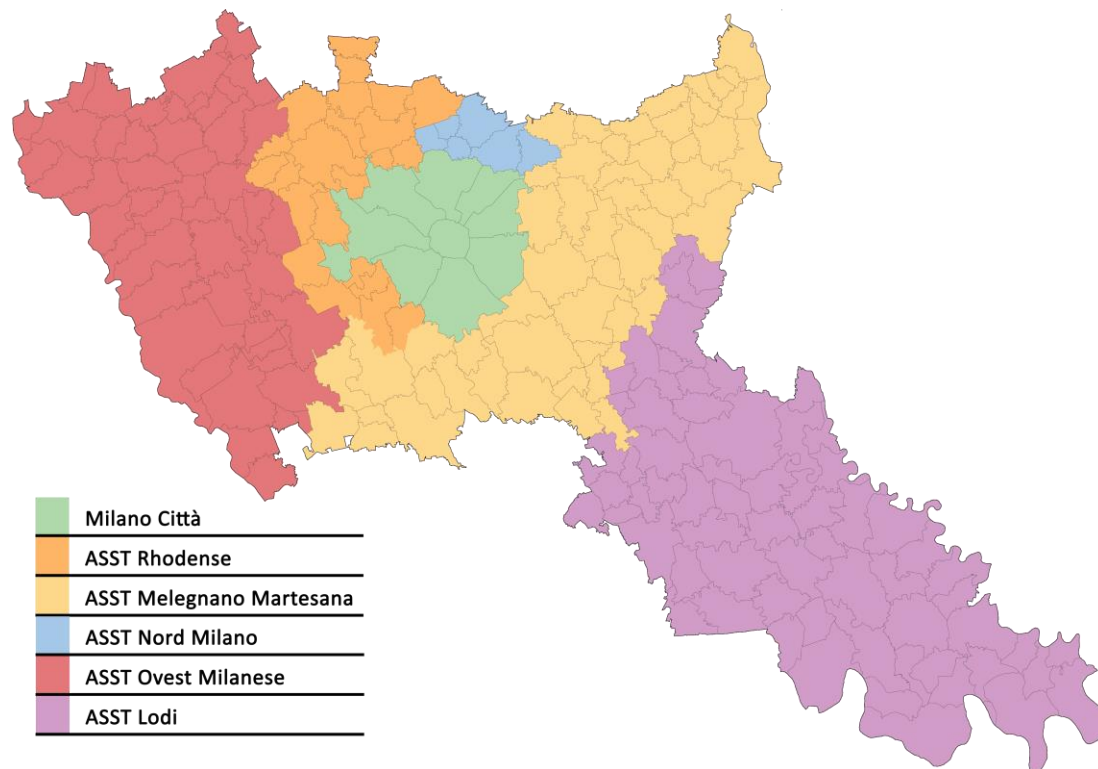 Milano Città
ASST Rhodense
ASST Melegnano Martesana
ASST Nord Milano
ASST Ovest Milanese
ASST Lodi